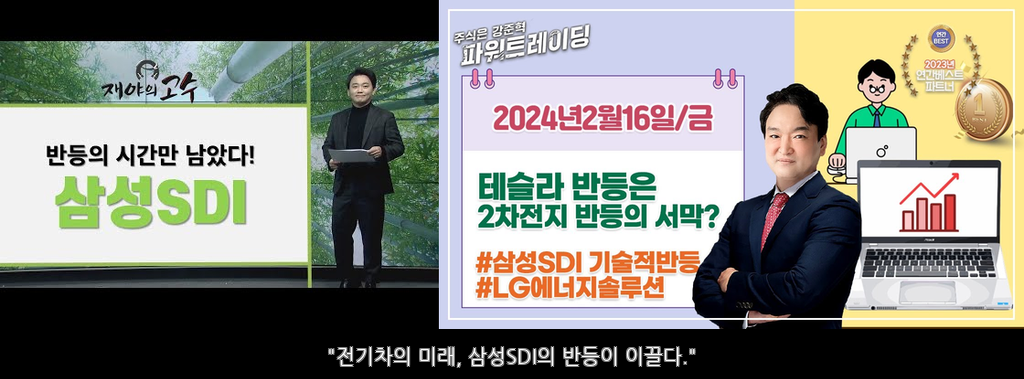 재야의 고수
반등의 시간만 남았다!
삼성SDI
주식은 강준혁
파워트레이딩
2024년2월16일/금
테슬라 반등은
2차전지 반등의 서막?
#삼성SDI 기술적반등
#LG에너지솔루션
연간
BEST
2023년
연간베스트
파트너
1
"전기차의 미래, 삼성SDI의 반등이 이끌다."